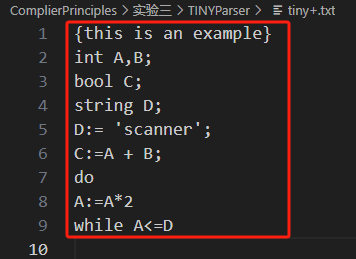 ComplierPrinciples > 实验三 > TINYParser > tiny+.txt
1 {this is an example}
2 int A,B;
3 bool C;
4 string D;
5 D:= 'scanner';
6 C:=A + B;
7 do
8 A:=A*2
9 while A<=D
10